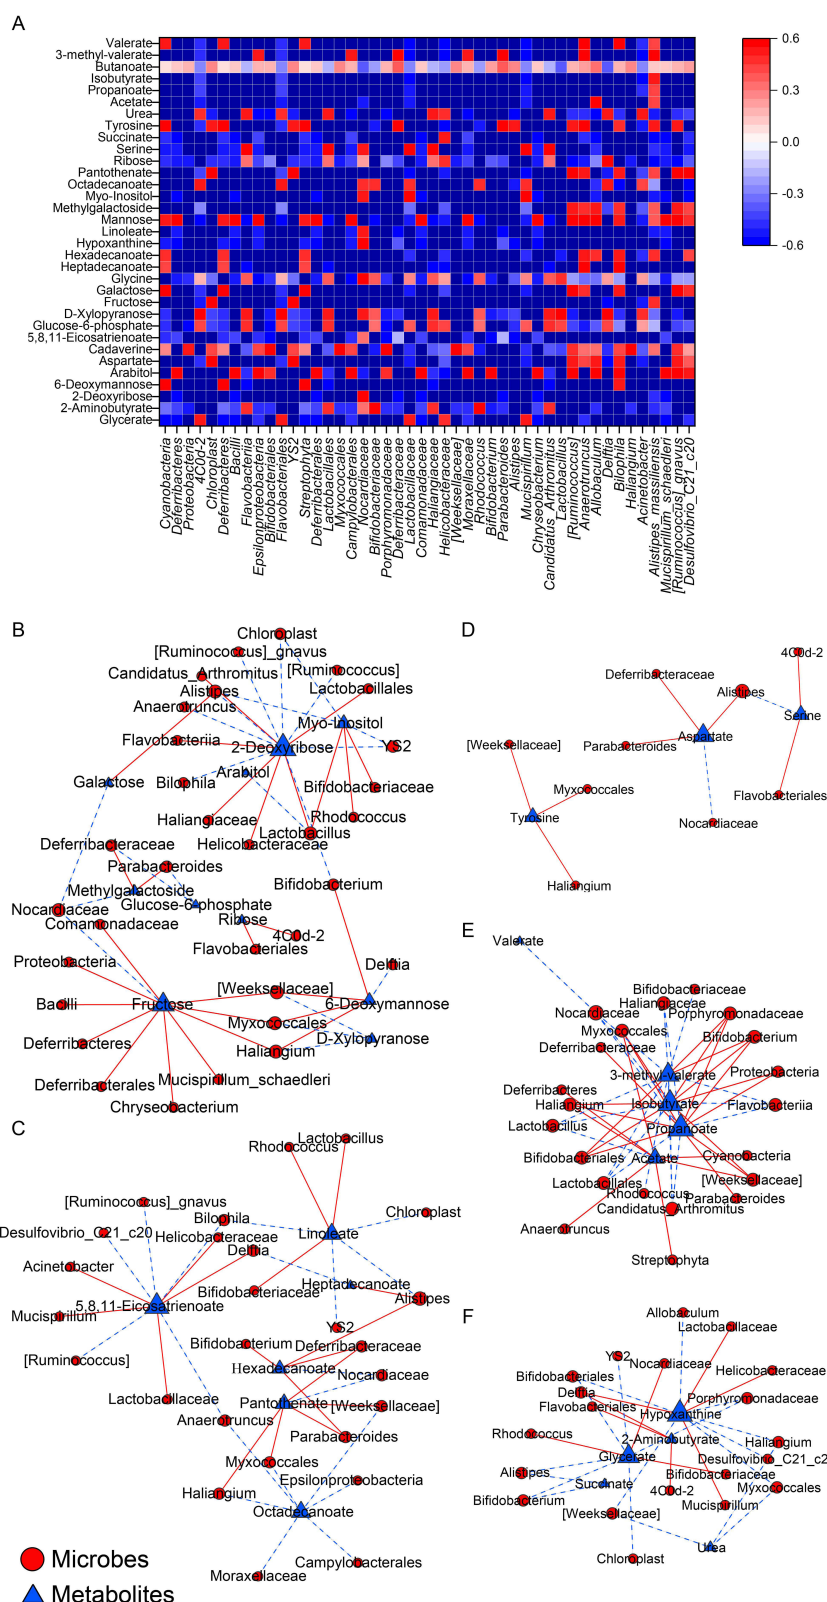 A
Valerate
3-methyl-valerate
Butanoate
Isobutyrate
Propanoate
Acetate
Urea
Tyrosine
Succinate
Serine
Ribose
Pantothenate
Octadecanoate
Myo-Inositol
Methylgalactoside
Mannose
Linoleate
Hypoxanthine
Hexadecanoate
Heptadecanoate
Glycine
Galactose
Fructose
D-Xylopyranose
Glucose-6-phosphate
5,8,11-Eicosatrienoate
Cadaverine
Aspartate
Arabitol
6-Deoxymannose
2-Deoxyribose
2-Aminobutyrate
Glycerate
0.6
0.3
0.0
-0.3
-0.6
Cyanobacteria
Deferribacteres
Proteobacteria
4C0d-2
Chloroplast
Deferribacteres
Bacilli
Flavobacteriia
Epsilonproteobacteria
Bifidobacteriales
Flavobacteriales
YS2
Streptophyta
Deferribacterales
Lactobacillales
Myxococcales
Campylobacterales
Nocardiaceae
Bifidobacteriaceae
Porphyromonadaceae
Deferribacteraceae
Lactobacillaceae
Comamonadaceae
Haliangiaceae
Helicobacteraceae
[Weeksellaceae]
Moraxellaceae
Rhodococcus
Bifidobacterium
Parabacteroides
Alistipes
Mucispirillum
Chryseobacterium
Candidatus_Arthromitus
Lactobacillus
[Ruminococcus]
Anaerotruncus
Allobaculum
Delftia
Bilophila
Haliangium
Acinetobacter
Alistipes_massiliensis
Mucispirillum_schaedleri
[Ruminococcus]_gnavus
Desulfovibrio_C21_c20
B
Chloroplast
[Ruminococcus]_gnavus
Candidatus_Arthromitus
[Ruminococcus]
Alistipes
Lactobacillales
Anaerotruncus
Myo-Inositol
Flavobacteriia
2-Deoxyribose
YS2
Arabitol
Galactose
Bilophila
Bifidobacteriaceae
Haliangiaceae
Rhodococcus
Lactobacillus
Deferribacteraceae
Helicobacteraceae
Parabacteroides
Bifidobacterium
Methylgalactoside
Glucose-6-phosphate
Nocardiaceae
Ribose
Comamonadaceae
4C0d-2
Flavobacteriales
Proteobacteria
Delftia
[Weeksellaceae]
Bacilli
Fructose
6-Deoxymannose
Myxococcales
Deferribacteres
D-Xylopyranose
Haliangium
Deferribacterales
Mucispirillum_schaedleri
Chryseobacterium
C
Lactobacillus
Rhodococcus
[Ruminococcus]_gnavus
Bilophila
Chloroplast
Desulfovibrio_C21_c20
Helicobacteraceae
Linoleate
Delftia
Acinetobacter
Heptadecanoate
Bifidobacteriaceae
Alistipes
5,8,11-Eicosatrienoate
Mucispirillum
YS2
Bifidobacterium
Deferribacteraceae
[Ruminococcus]
Hexadecanoate
Nocardiaceae
Lactobacillaceae
Pantothenate
[Weeksellaceae]
Anaerotruncus
Parabacteroides
Myxococcales
Epsilonproteobacteria
Haliangium
Octadecanoate
Campylobacterales
Moraxellaceae
Microbes
Metabolites
D
4C0d-2
Deferribacteraceae
Alistipes
Serine
Aspartate
[Weeksellaceae]
Parabacteroides
Myxococcales
Flavobacteriales
Tyrosine
Nocardiaceae
Haliangium
E
Valerate
Bifidobacteriaceae
Haliangiaceae
Nocardiaceae
Porphyromonadaceae
Myxococcales
Bifidobacterium
Deferribacteraceae
3-methyl-valerate
Proteobacteria
Deferribacteres
Haliangium
Isobutyrate
Flavobacteriia
Lactobacillus
Propanoate
Bifidobacteriales
Acetate
Cyanobacteria
Lactobacillales
[Weeksellaceae]
Rhodococcus
Parabacteroides
Candidatus_Arthromitus
Anaerotruncus
Streptophyta
F
Allobaculum
Lactobacillaceae
YS2
Nocardiaceae
Helicobacteraceae
Bifidobacteriales
Delftia
Porphyromonadaceae
Flavobacteriales
Hypoxanthine
Rhodococcus
2-Aminobutyrate
Haliangium
Glycerate
Desulfovibrio_C21_c2
Alistipes
Bifidobacteriaceae
Succinate
4C0d-2
Myxococcales
Bifidobacterium
Mucispirillum
[Weeksellaceae]
Urea
Chloroplast